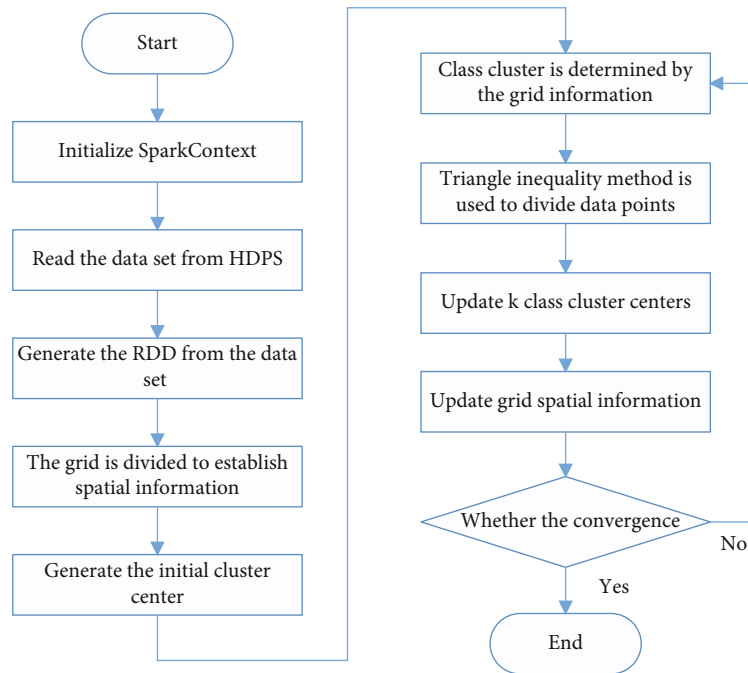 Start
Initialize SparkContext
Read the data set from HDPS
Generate the RDD from the data
set
The grid is divided to establish
spatial information
Generate the initial cluster
center
Class cluster is determined by
the grid information
Triangle inequality method is
used to divide data points
Update k class cluster centers
Update grid spatial information
Whether the convergence
No
Yes
End